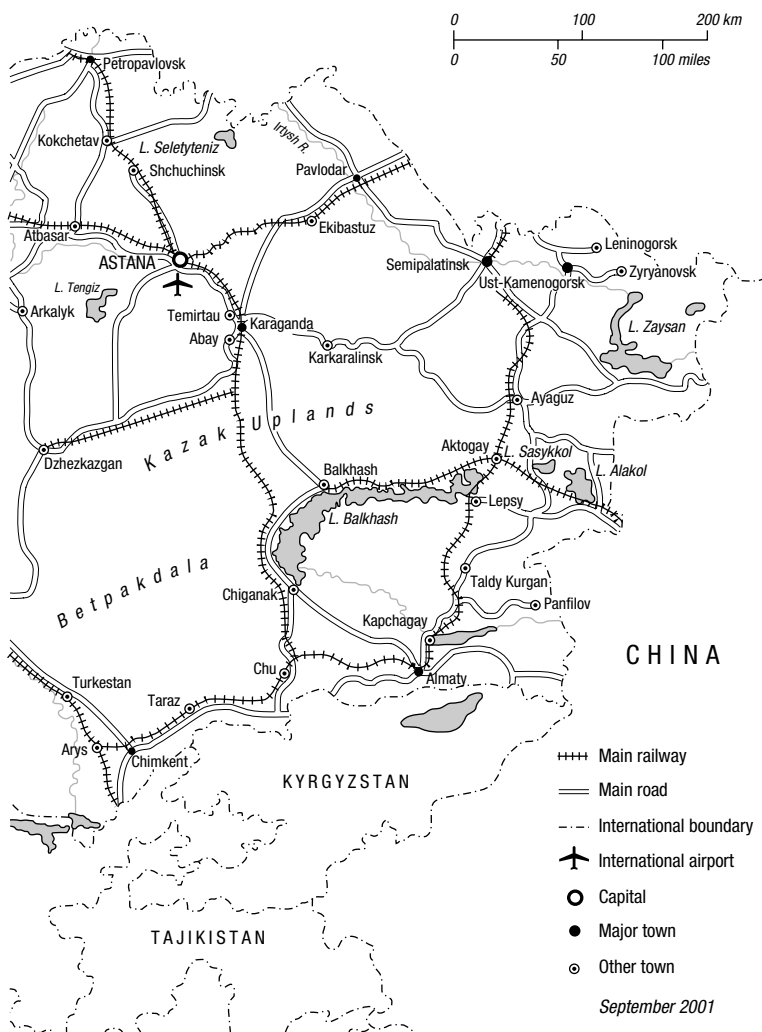 0 100 200 km
0 50 100 miles
Petropavlovsk
Irtysh R.
Kokchetav
L. Seletyteniz
Shchuchinsk
Pavlodar
Ekibastuz
Atbasar
Leninogorsk
ASTANA
Semipalatinsk
Zyryanovsk
Ust-Kamenogorsk
L. Tengiz
Arkalyk
Temirtau
Karaganda
L. Zaysan
Abay
Karkaralinsk
Ayaguz
Kazak Uplands
Aktogay
L. Sasykkol
Dzhezkazgan
Balkhash
L. Alakol
Lepsy
L. Balkhash
Betpakdala
Taldy Kurgan
Chiganak
Panfilov
Kapchagay
CHINA
Chu
Almaty
Turkestan
Taraz
Arys
Chimkent
Main railway
KYRGYZSTAN
Main road
International boundary
International airport
Capital
Major town
TAJIKISTAN
Other town
September 2001